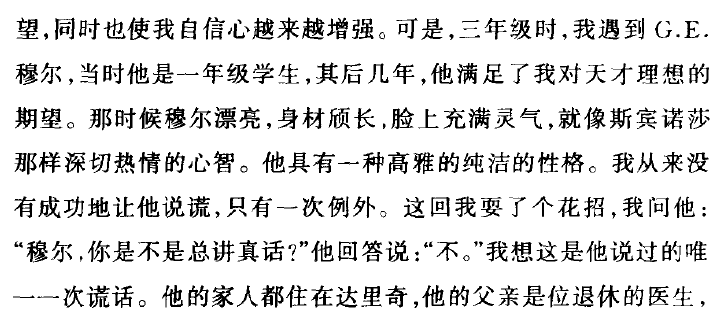 望,同时也使我自信心越来越增强。可是,三年级时,我遇到 G.E.
穆尔,当时他是一年级学生,其后几年,他满足了我对天才理想的
期望。那时候穆尔漂亮,身材颀长,脸上充满灵气,就像斯宾诺莎
那样深切热情的心智。他具有一种高雅的纯洁的性格。我从来没
有成功地让他说谎,只有一次例外。这回我耍了个花招,我问他:
“穆尔,你是不是总讲真话?”他回答说:“不。”我想这是他说过的唯
一一次谎话。他的家人都住在达里奇,他的父亲是位退休的医生,